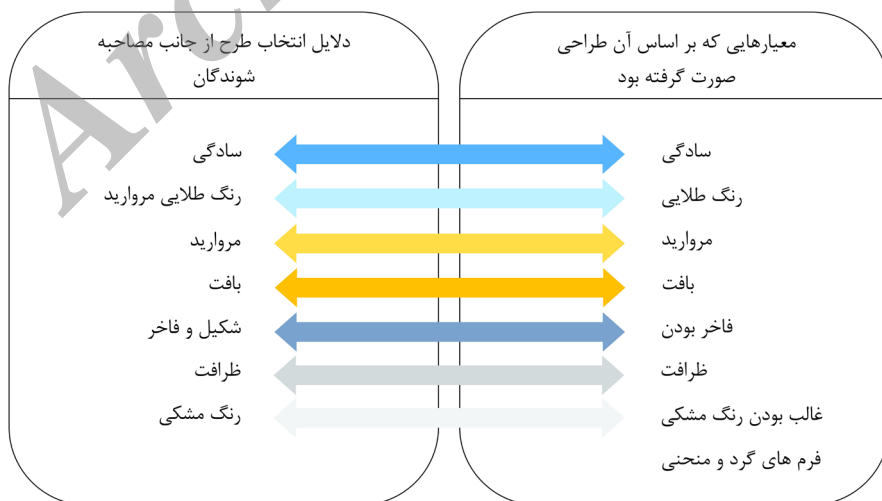 معیارهایی که بر اساس آن طراحی
صورت گرفته بود
سادگی
رنگ طلایی
مروارید
بافت
فاخر بودن
ظرافت
غالب بودن رنگ مشکی
فرم های گرد و منحنی
دلایل انتخاب طرح از جانب مصاحبه
شوندگان
سادگی
رنگ طلایی مروارید
مروارید
بافت
شکیل و فاخر
ظرافت
رنگ مشکی
Arc